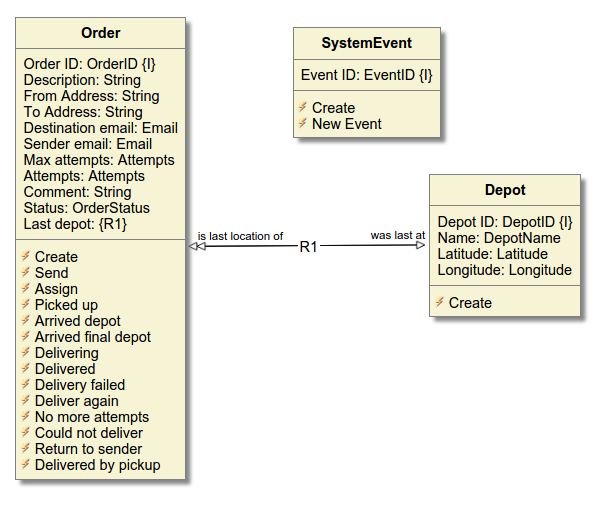 Order
Order ID: OrderID {I}
Description: String
From Address: String
To Address: String
Destination email: Email
Sender email: Email
Max attempts: Attempts
Attempts: Attempts
Comment: String
Status: OrderStatus
Last depot: {R1}
Create
Send
Assign
Picked up
Arrived depot
Arrived final depot
Delivering
Delivered
Delivery failed
Deliver again
No more attempts
Could not deliver
Return to sender
Delivered by pickup
SystemEvent
Event ID: EventID {I}
Create
New Event
is last location of
R1
was last at
Depot
Depot ID: DepotID {I}
Name: DepotName
Latitude: Latitude
Longitude: Longitude
Create